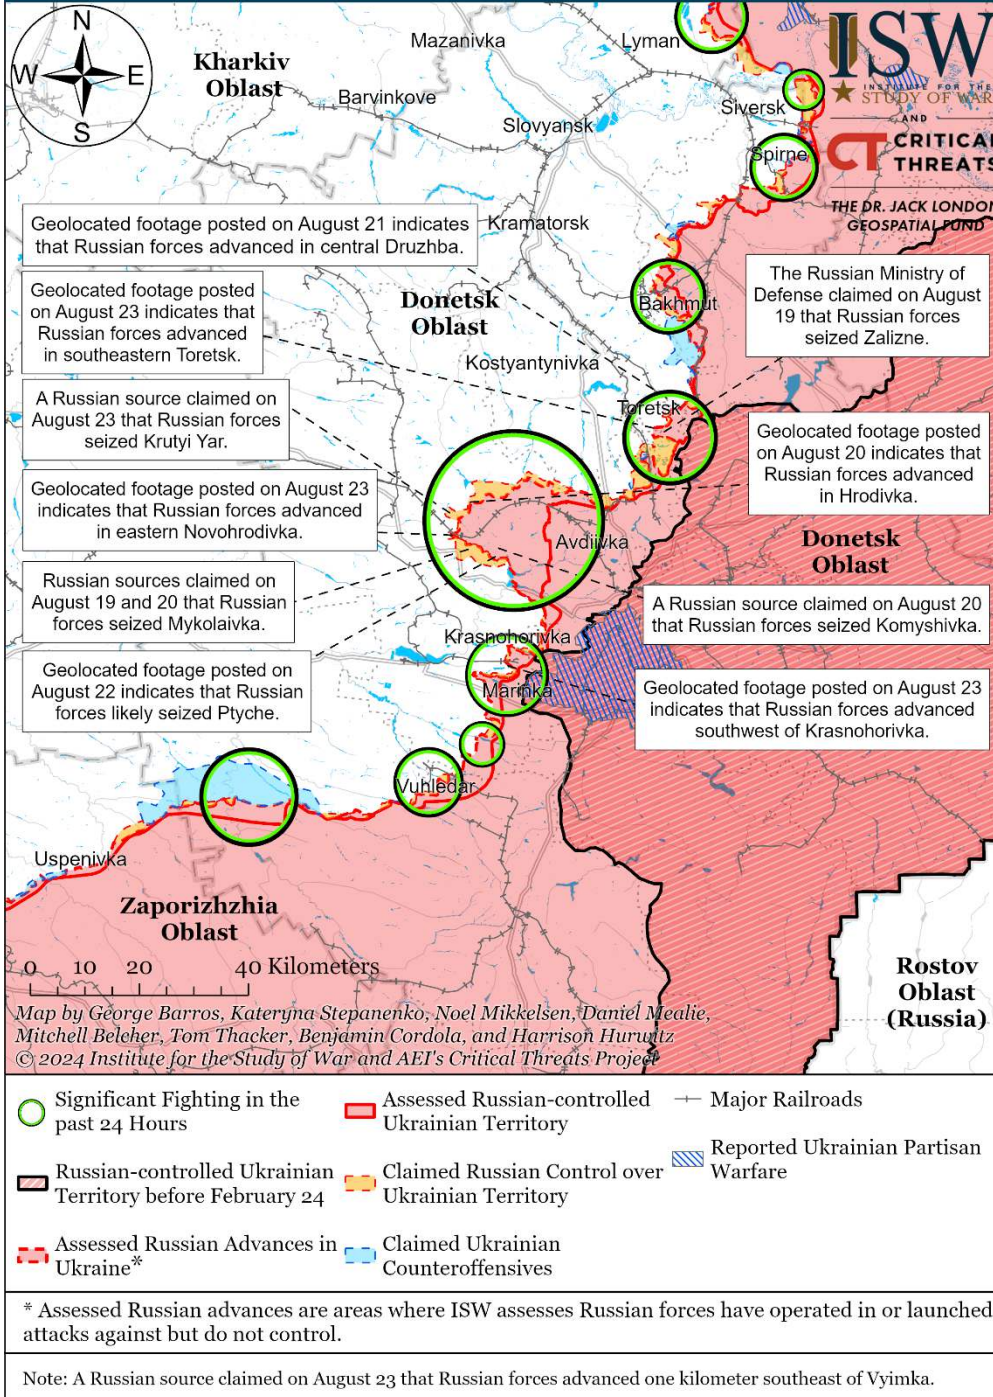 N
W E
S
Kharkiv
Oblast
Mazanivka
Lyman
ISW
INSTITUTE FOR THE
STUDY OF WAR
AND
CT CRITICAL
THREATS
THE DR. JACK LONDON
GEOSPATIAL FUND
Barvinkove
Siversk
Slovyansk
Spirne
Geolocated footage posted on August 21 indicates
that Russian forces advanced in central Druzhba.
Kramatorsk
Geolocated footage posted
on August 23 indicates that
Russian forces advanced
in southeastern Toretsk.
Donetsk
Oblast
Bakhmut
The Russian Ministry of
Defense claimed on August
19 that Russian forces
seized Zalizne.
Kostyantynivka
A Russian source claimed on
August 23 that Russian forces
seized Krutyi Yar.
Toretsk
Geolocated footage posted
on August 20 indicates that
Russian forces advanced
in Hrodivka.
Geolocated footage posted on August 23
indicates that Russian forces advanced
in eastern Novohrodivka.
Avdiivka
Donetsk
Oblast
Russian sources claimed on
August 19 and 20 that Russian
forces seized Mykolaivka.
A Russian source claimed on August 20
that Russian forces seized Komyshivka.
Krasnohorivka
Geolocated footage posted on
August 22 indicates that Russian
forces likely seized Ptyche.
Marinka
Geolocated footage posted on August 23
indicates that Russian forces advanced
southwest of Krasnohorivka.
Vuhledar
Uspenivka
Zaporizhzhia
Oblast
Rostov
Oblast
(Russia)
0 10 20 40 Kilometers
Map by George Barros, Kateryna Stepanenko, Noel Mikkelsen, Daniel Mealie,
Mitchell Belcher, Tom Thacker, Benjamin Cordola, and Harrison Hurwitz
© 2024 Institute for the Study of War and AEI's Critical Threats Project
Significant Fighting in the
past 24 Hours
Russian-controlled Ukrainian
Territory before February 24
Assessed Russian Advances in
Ukraine*
Assessed Russian-controlled
Ukrainian Territory
Claimed Russian Control over
Ukrainian Territory
Claimed Ukrainian
Counteroffensives
Major Railroads
Reported Ukrainian Partisan
Warfare
* Assessed Russian advances are areas where ISW assesses Russian forces have operated in or launched
attacks against but do not control.
Note: A Russian source claimed on August 23 that Russian forces advanced one kilometer southeast of Vyimka.